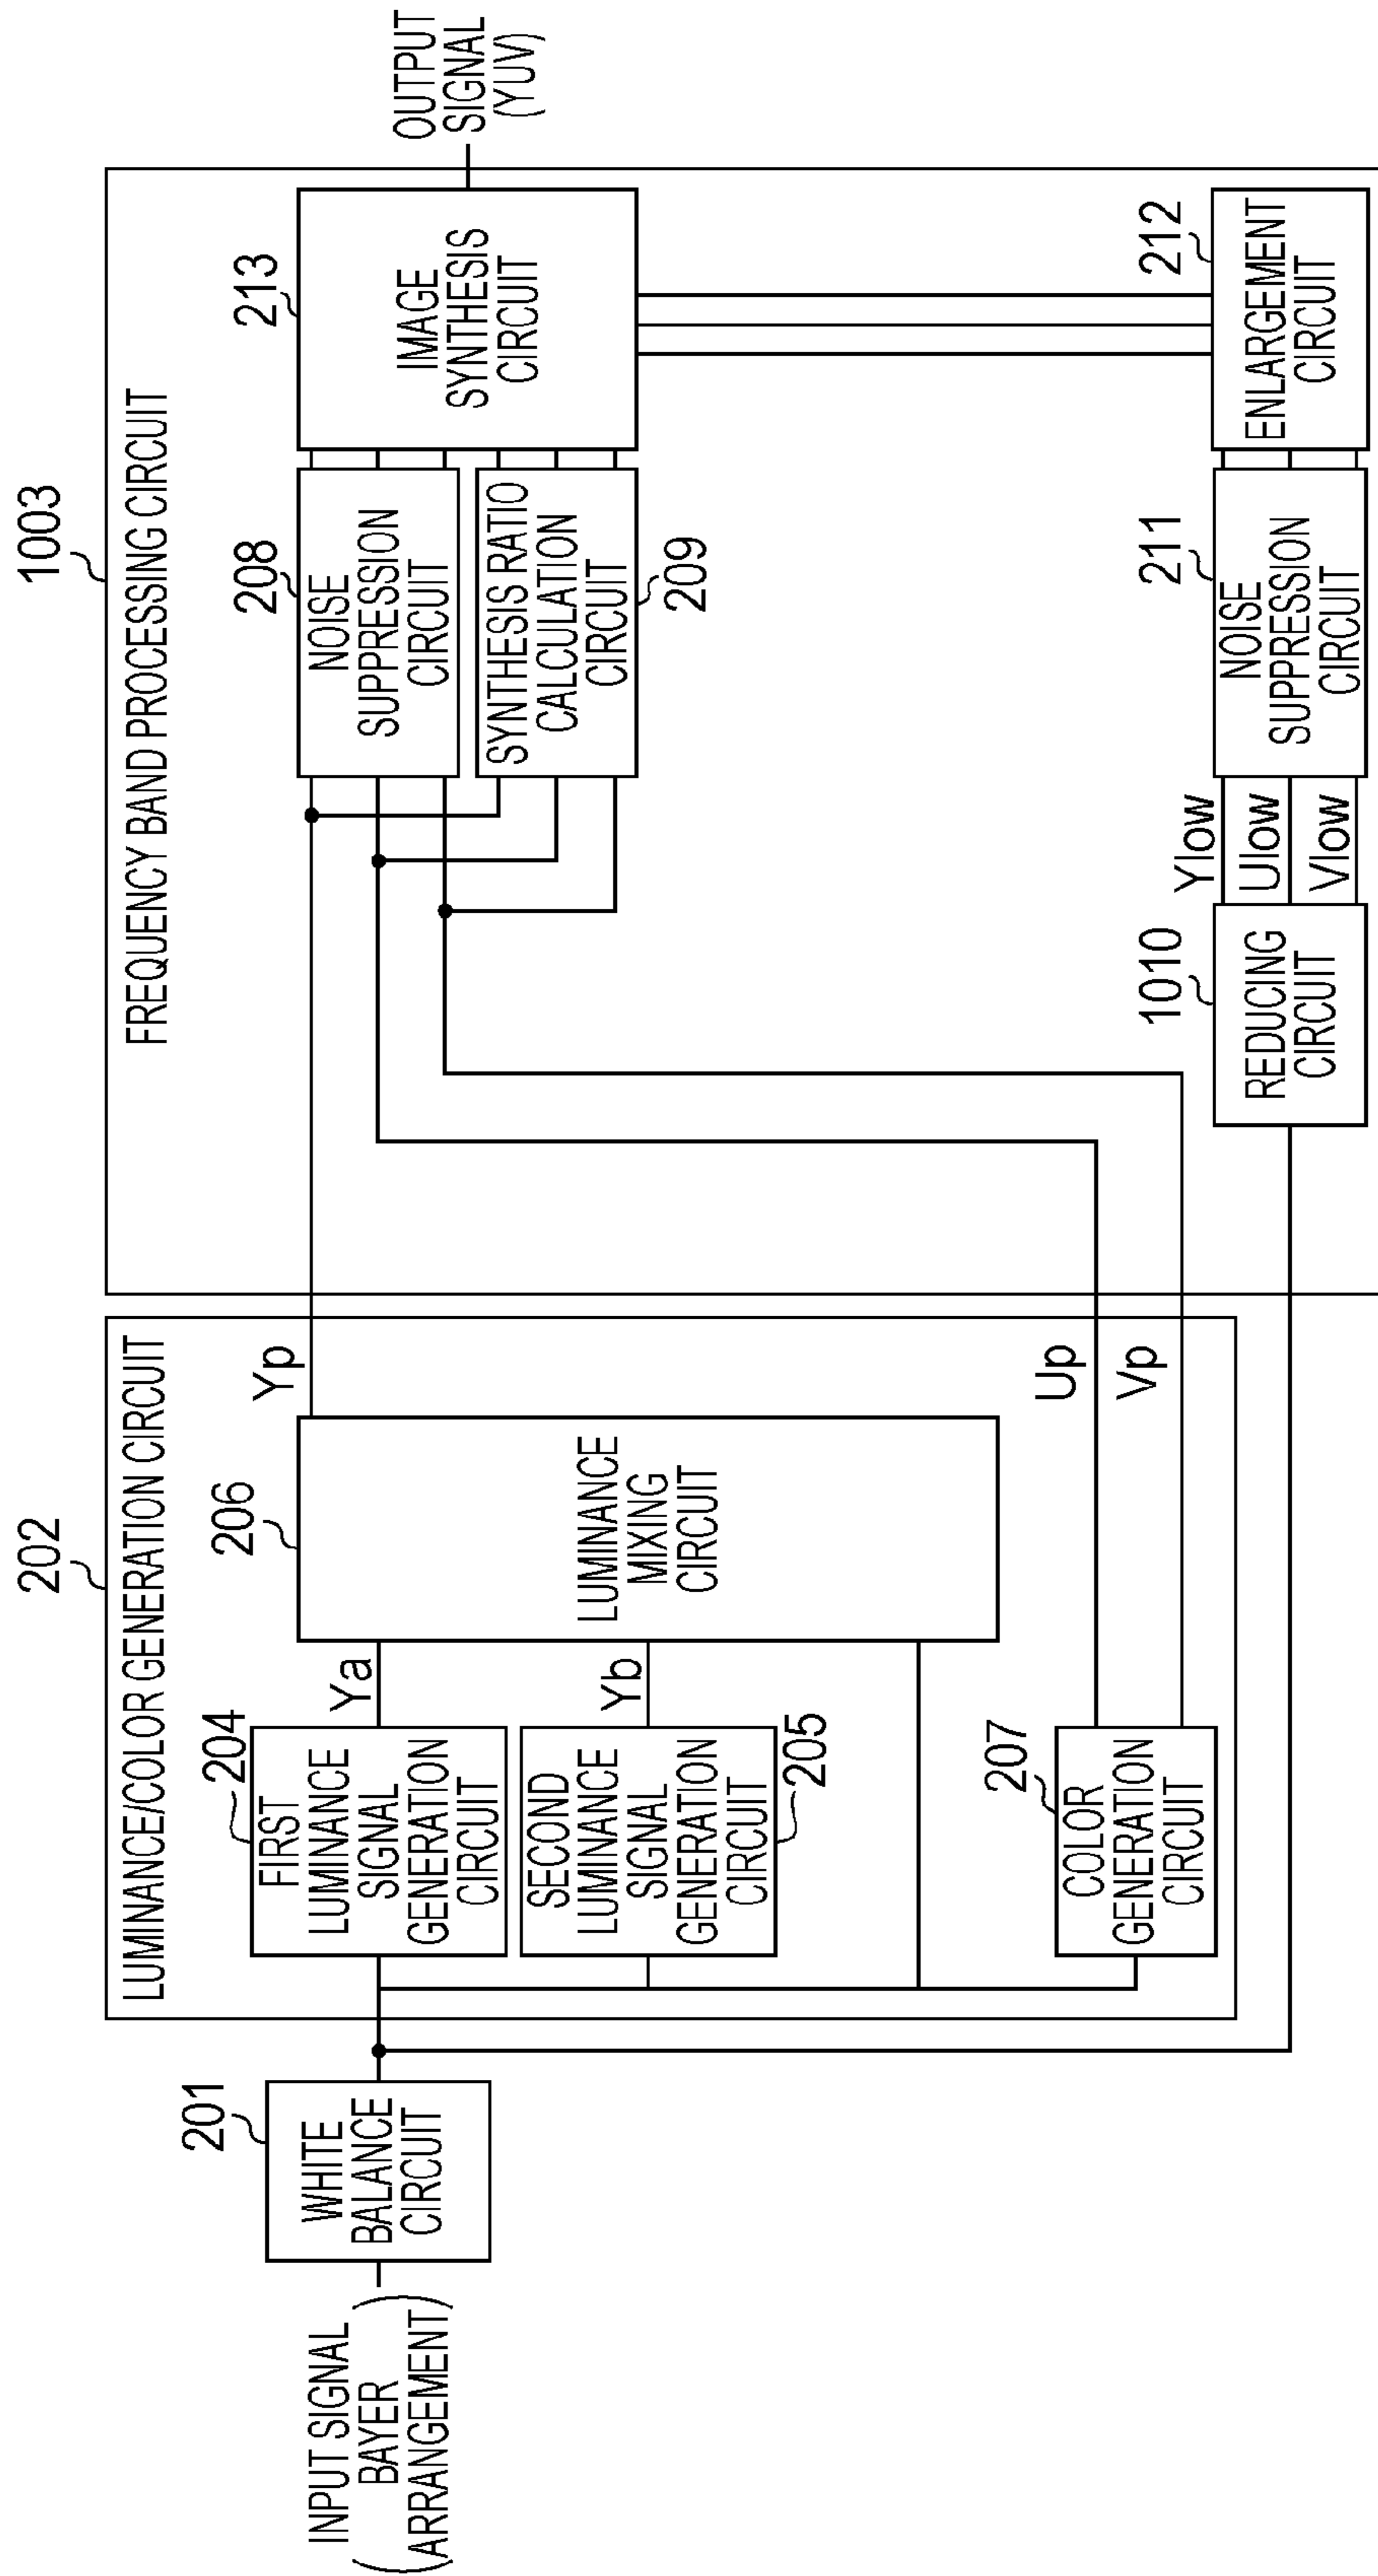 INPUT SIGNAL
BAYER
ARRANGEMENT
201
WHITE
BALANCE
CIRCUIT
202
LUMINANCE/COLOR GENERATION CIRCUIT
204
FIRST
LUMINANCE
SIGNAL
GENERATION
CIRCUIT
Ya
SECOND
LUMINANCE
SIGNAL
GENERATION
CIRCUIT
205
Yb
206
LUMINANCE
MIXING
CIRCUIT
Yp
207
COLOR
GENERATION
CIRCUIT
Up
Vp
1003
FREQUENCY BAND PROCESSING CIRCUIT
208
NOISE
SUPPRESSION
CIRCUIT
SYNTHESIS RATIO
CALCULATION
CIRCUIT
209
213
IMAGE
SYNTHESIS
CIRCUIT
OUTPUT
SIGNAL
(YUV)
1010
REDUCING
CIRCUIT
Ylow
Ulow
Vlow
211
NOISE
SUPPRESSION
CIRCUIT
212
ENLARGEMENT
CIRCUIT